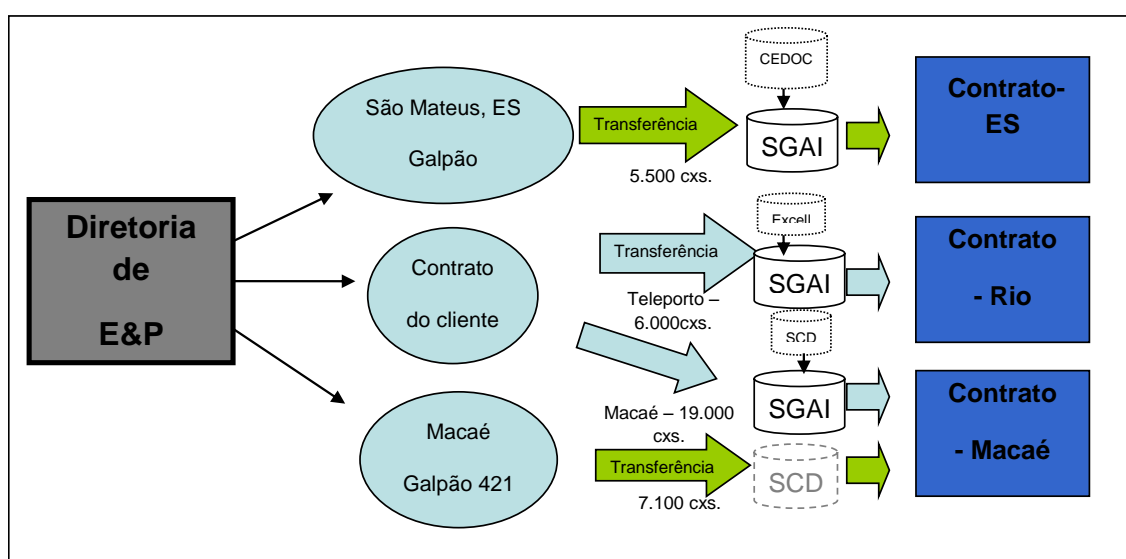 Diretoria
de
E&P
São Mateus, ES
Galpão
Contrato
do cliente
Macaé
Galpão 421
Transferência
5.500 cxs.
CEDOC
SGAI
Contrato-
ES
Transferência
Teleporto –
6.000cxs.
Excell
SGAI
Contrato
- Rio
Macaé – 19.000
cxs.
SCD
SGAI
Transferência
7.100 cxs.
SCD
Contrato
- Macaé